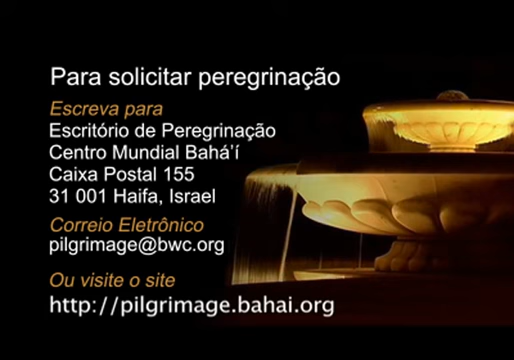 Para solicitar peregrinação
Escreva para
Escritório de Peregrinação
Centro Mundial Bahá’í
Caixa Postal 155
31 001 Haifa, Israel
Correio Eletrônico
pilgrimage@bwc.org
Ou visite o site
http://pilgrimage.bahai.org